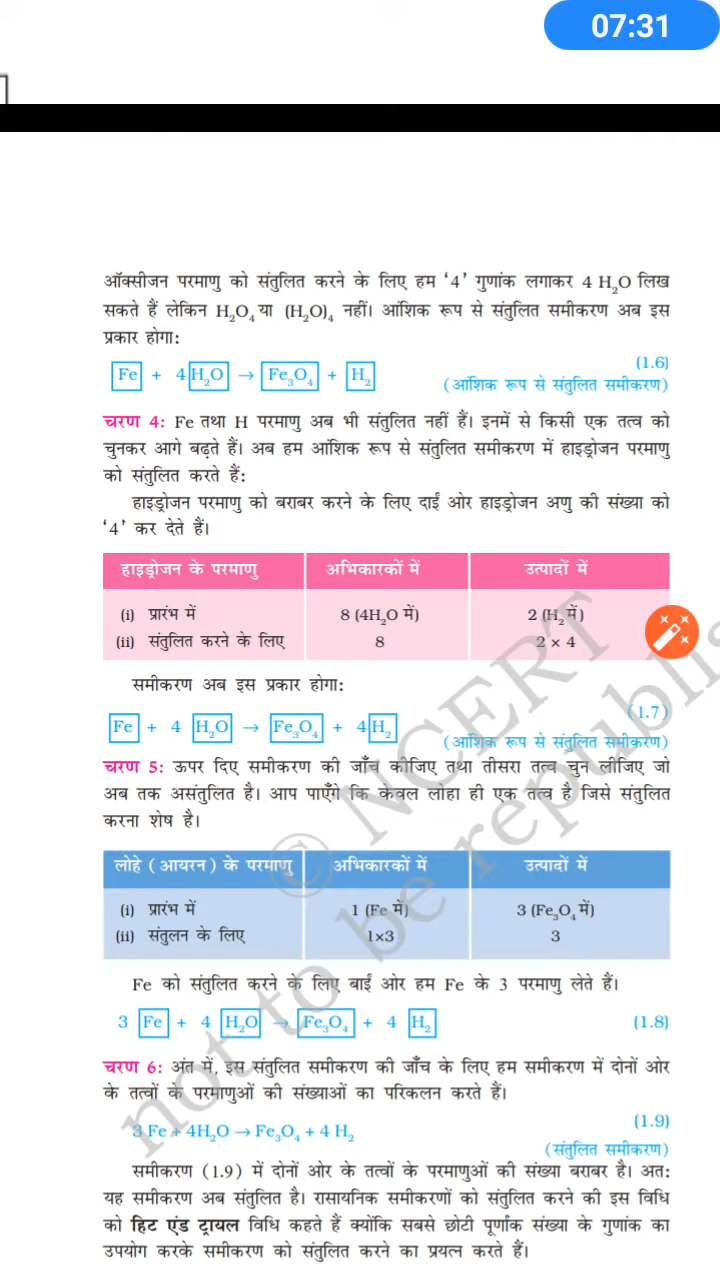 07:31
ऑक्सीजन परमाणु को संतुलित करने के लिए हम ‘4’ गुणांक लगाकर 4 H₂O लिख
सकते हैं लेकिन H₂O₄ या (H₂O)₄ नहीं। आंशिक रूप से संतुलित समीकरण अब इस
प्रकार होगा:
Fe + 4 H₂O → Fe₃O₄ + H₂ (1.6)
(आंशिक रूप से संतुलित समीकरण)
चरण 4: Fe तथा H परमाणु अब भी संतुलित नहीं हैं। इनमें से किसी एक तत्व को
चुनकर आगे बढ़ते हैं। अब हम आंशिक रूप से संतुलित समीकरण में हाइड्रोजन परमाणु
को संतुलित करते हैं:
हाइड्रोजन परमाणु को बराबर करने के लिए दाईं ओर हाइड्रोजन अणु की संख्या को
‘4’ कर देते हैं।
हाइड्रोजन के परमाणु अभिकारकों में उत्पादों में
(i) प्रारंभ में 8 (4H₂O में) 2 (H₂ में)
(ii) संतुलित करने के लिए 8 2 × 4
समीकरण अब इस प्रकार होगा:
Fe + 4 H₂O → Fe₃O₄ + 4 H₂ (1.7)
(आंशिक रूप से संतुलित समीकरण)
चरण 5: ऊपर दिए समीकरण की जाँच कीजिए तथा तीसरा तत्व चुन लीजिए जो
अब तक असंतुलित है। आप पाएँगे कि केवल लोहा ही एक तत्व है जिसे संतुलित
करना शेष है।
लोहे (आयरन) के परमाणु अभिकारकों में उत्पादों में
(i) प्रारंभ में 1 (Fe में) 3 (Fe₃O₄ में)
(ii) संतुलन के लिए 1×3 3
Fe को संतुलित करने के लिए बाईं ओर हम Fe के 3 परमाणु लेते हैं।
3 Fe + 4 H₂O → Fe₃O₄ + 4 H₂ (1.8)
चरण 6: अंत में, इस संतुलित समीकरण की जाँच के लिए हम समीकरण में दोनों ओर
के तत्वों के परमाणुओं की संख्याओं का परिकलन करते हैं।
3 Fe + 4H₂O → Fe₃O₄ + 4 H₂ (1.9)
(संतुलित समीकरण)
समीकरण (1.9) में दोनों ओर के तत्वों के परमाणुओं की संख्या बराबर है। अत:
यह समीकरण अब संतुलित है। रासायनिक समीकरणों को संतुलित करने की इस विधि
को हिट एंड ट्रायल विधि कहते हैं क्योंकि सबसे छोटी पूर्णांक संख्या के गुणांक का
उपयोग करके समीकरण को संतुलित करने का प्रयत्न करते हैं।
© NCERT
not to be republis